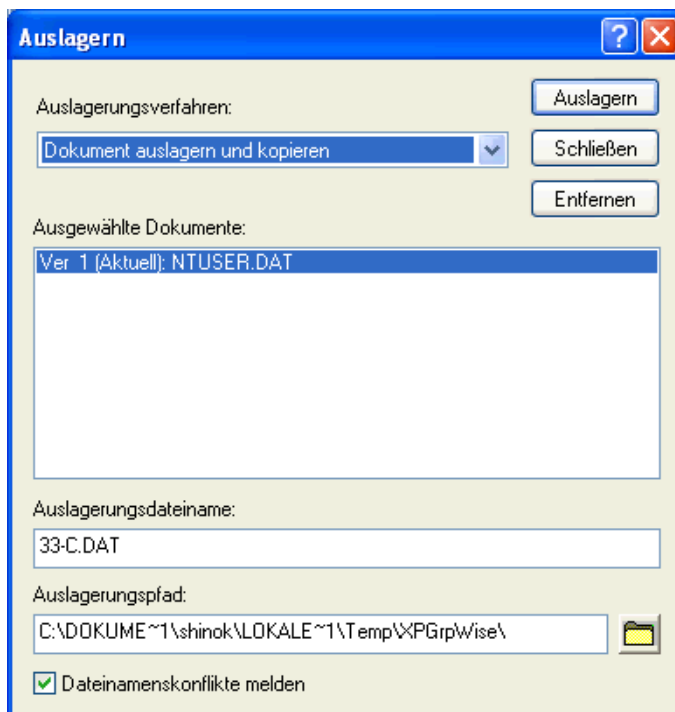 Auslagern
Auslagerungsverfahren:
Auslagern
Dokument auslagern und kopieren
Schließen
Entfernen
Ausgewählte Dokumente:
Ver 1 (Aktuell): NTUSER.DAT
Auslagerungsdateiname:
33-C.DAT
Auslagerungspfad:
C:\DOKUME~1\shinok\LOKALE~1\Temp\XPGrpWise\
Dateinamenskonflikte melden